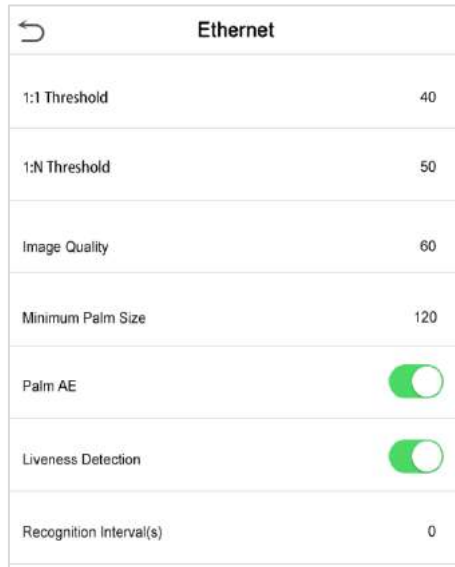 Ethernet
1:1 Threshold 40
1:N Threshold 50
Image Quality 60
Minimum Palm Size 120
Palm AE
Liveness Detection
Recognition Interval(s) 0